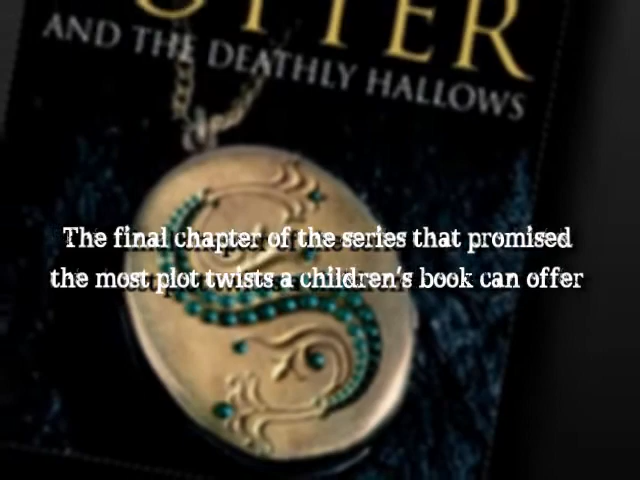 OTTER
AND THE DEATHLY HALLOWS
The final chapter of the series that promised
the most plot twists a children's book can offer